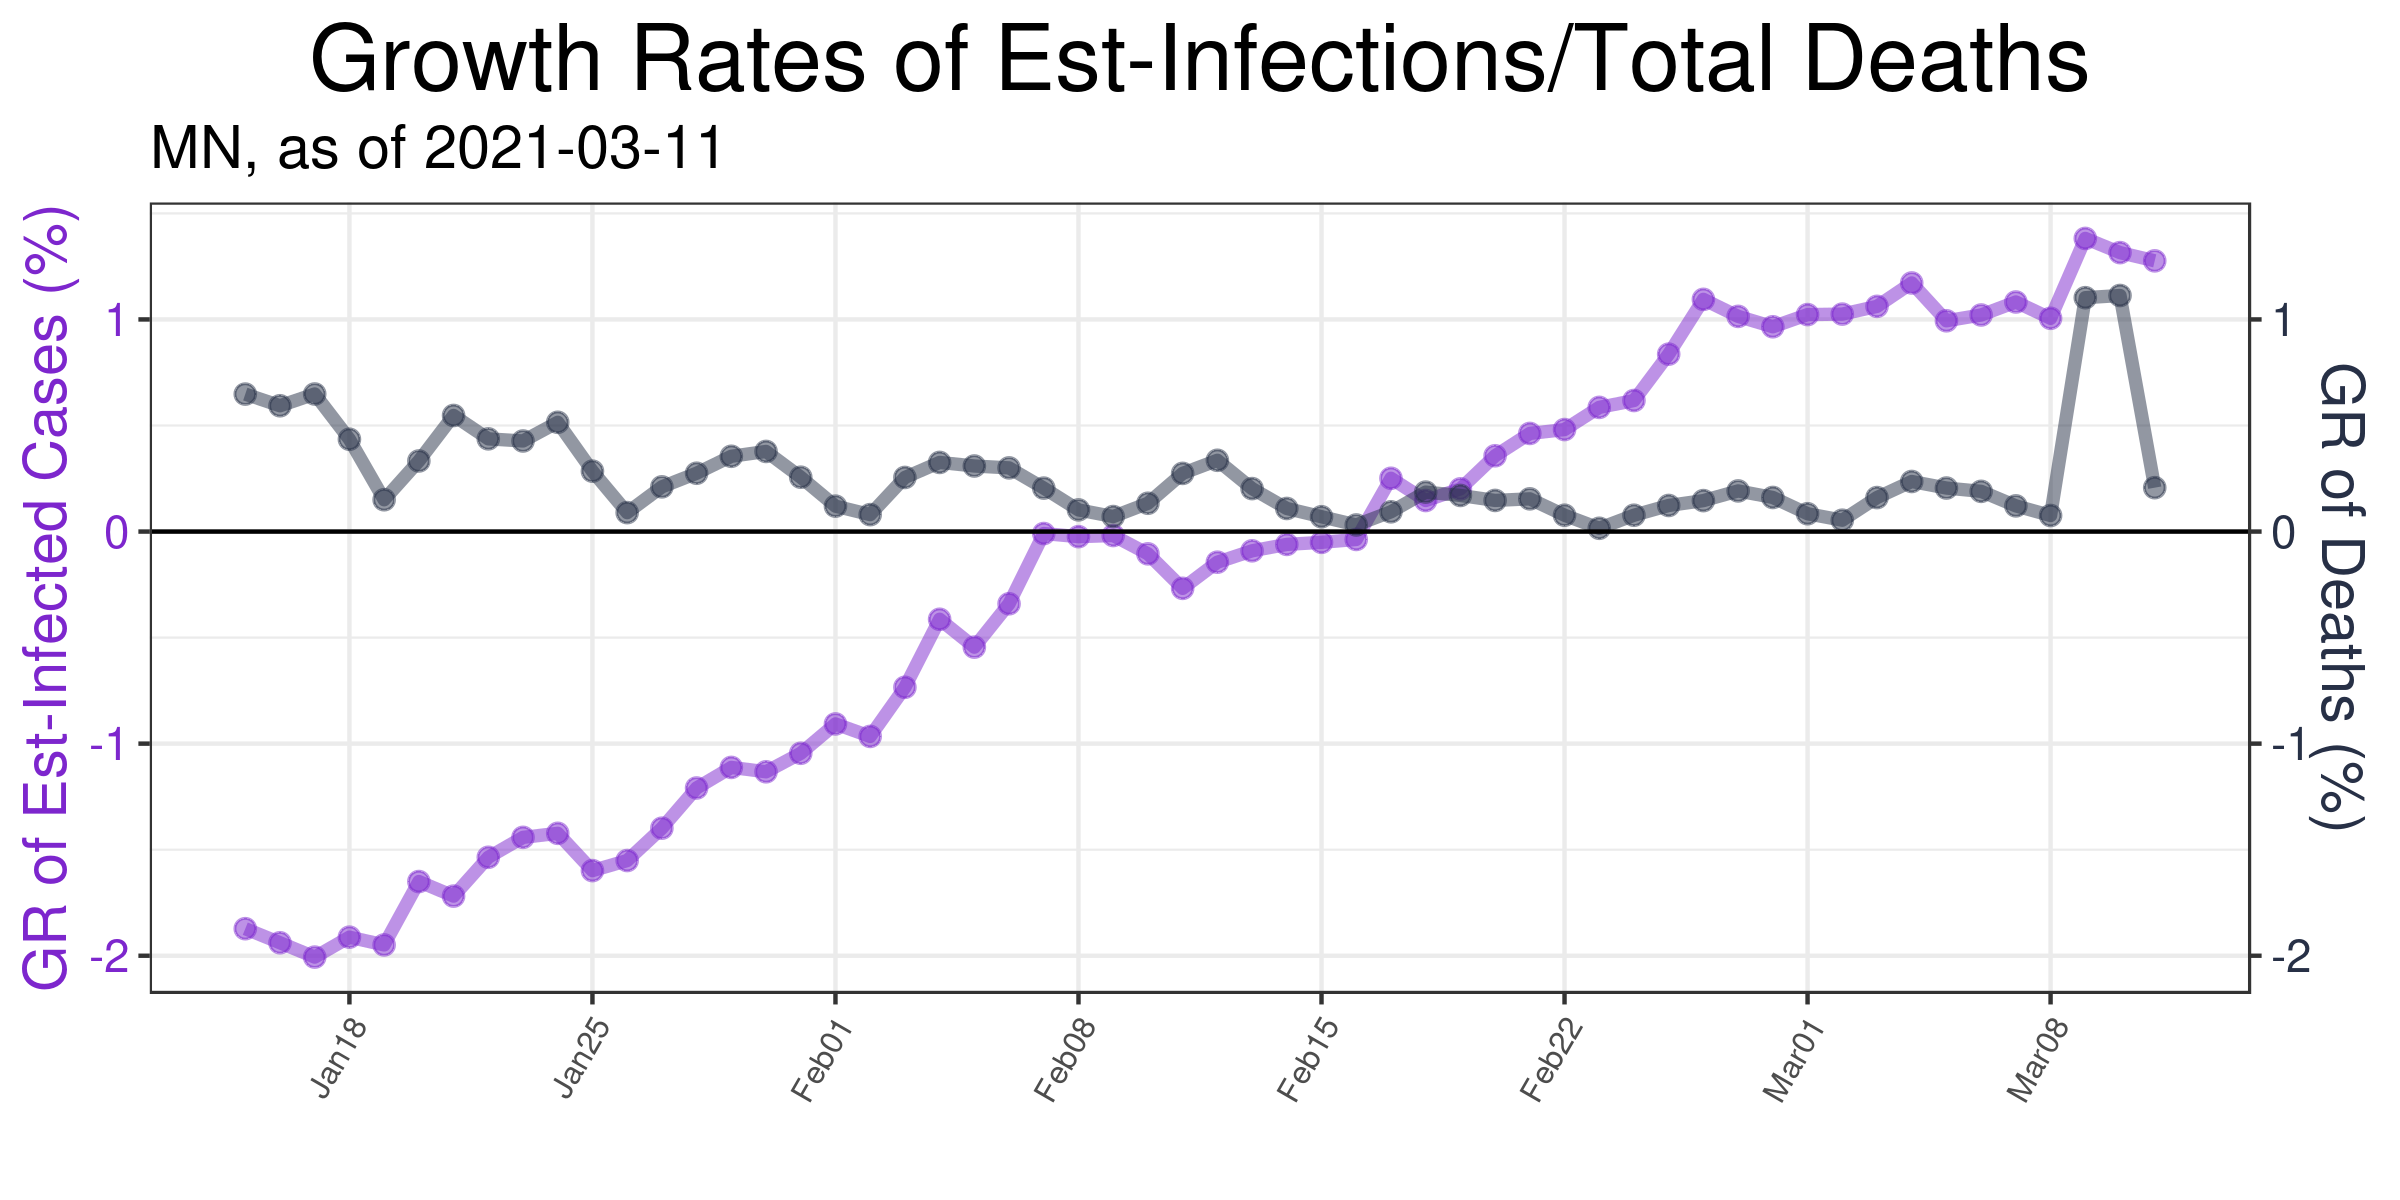 Growth Rates of Est-Infections/Total Deaths
MN, as of 2021-03-11
GR of Est-Infected Cases (%)
1
0
-1
-2
1
0
-1
-2
GR of Deaths (%)
Jan18
Jan25
Feb01
Feb08
Feb15
Feb22
Mar01
Mar08